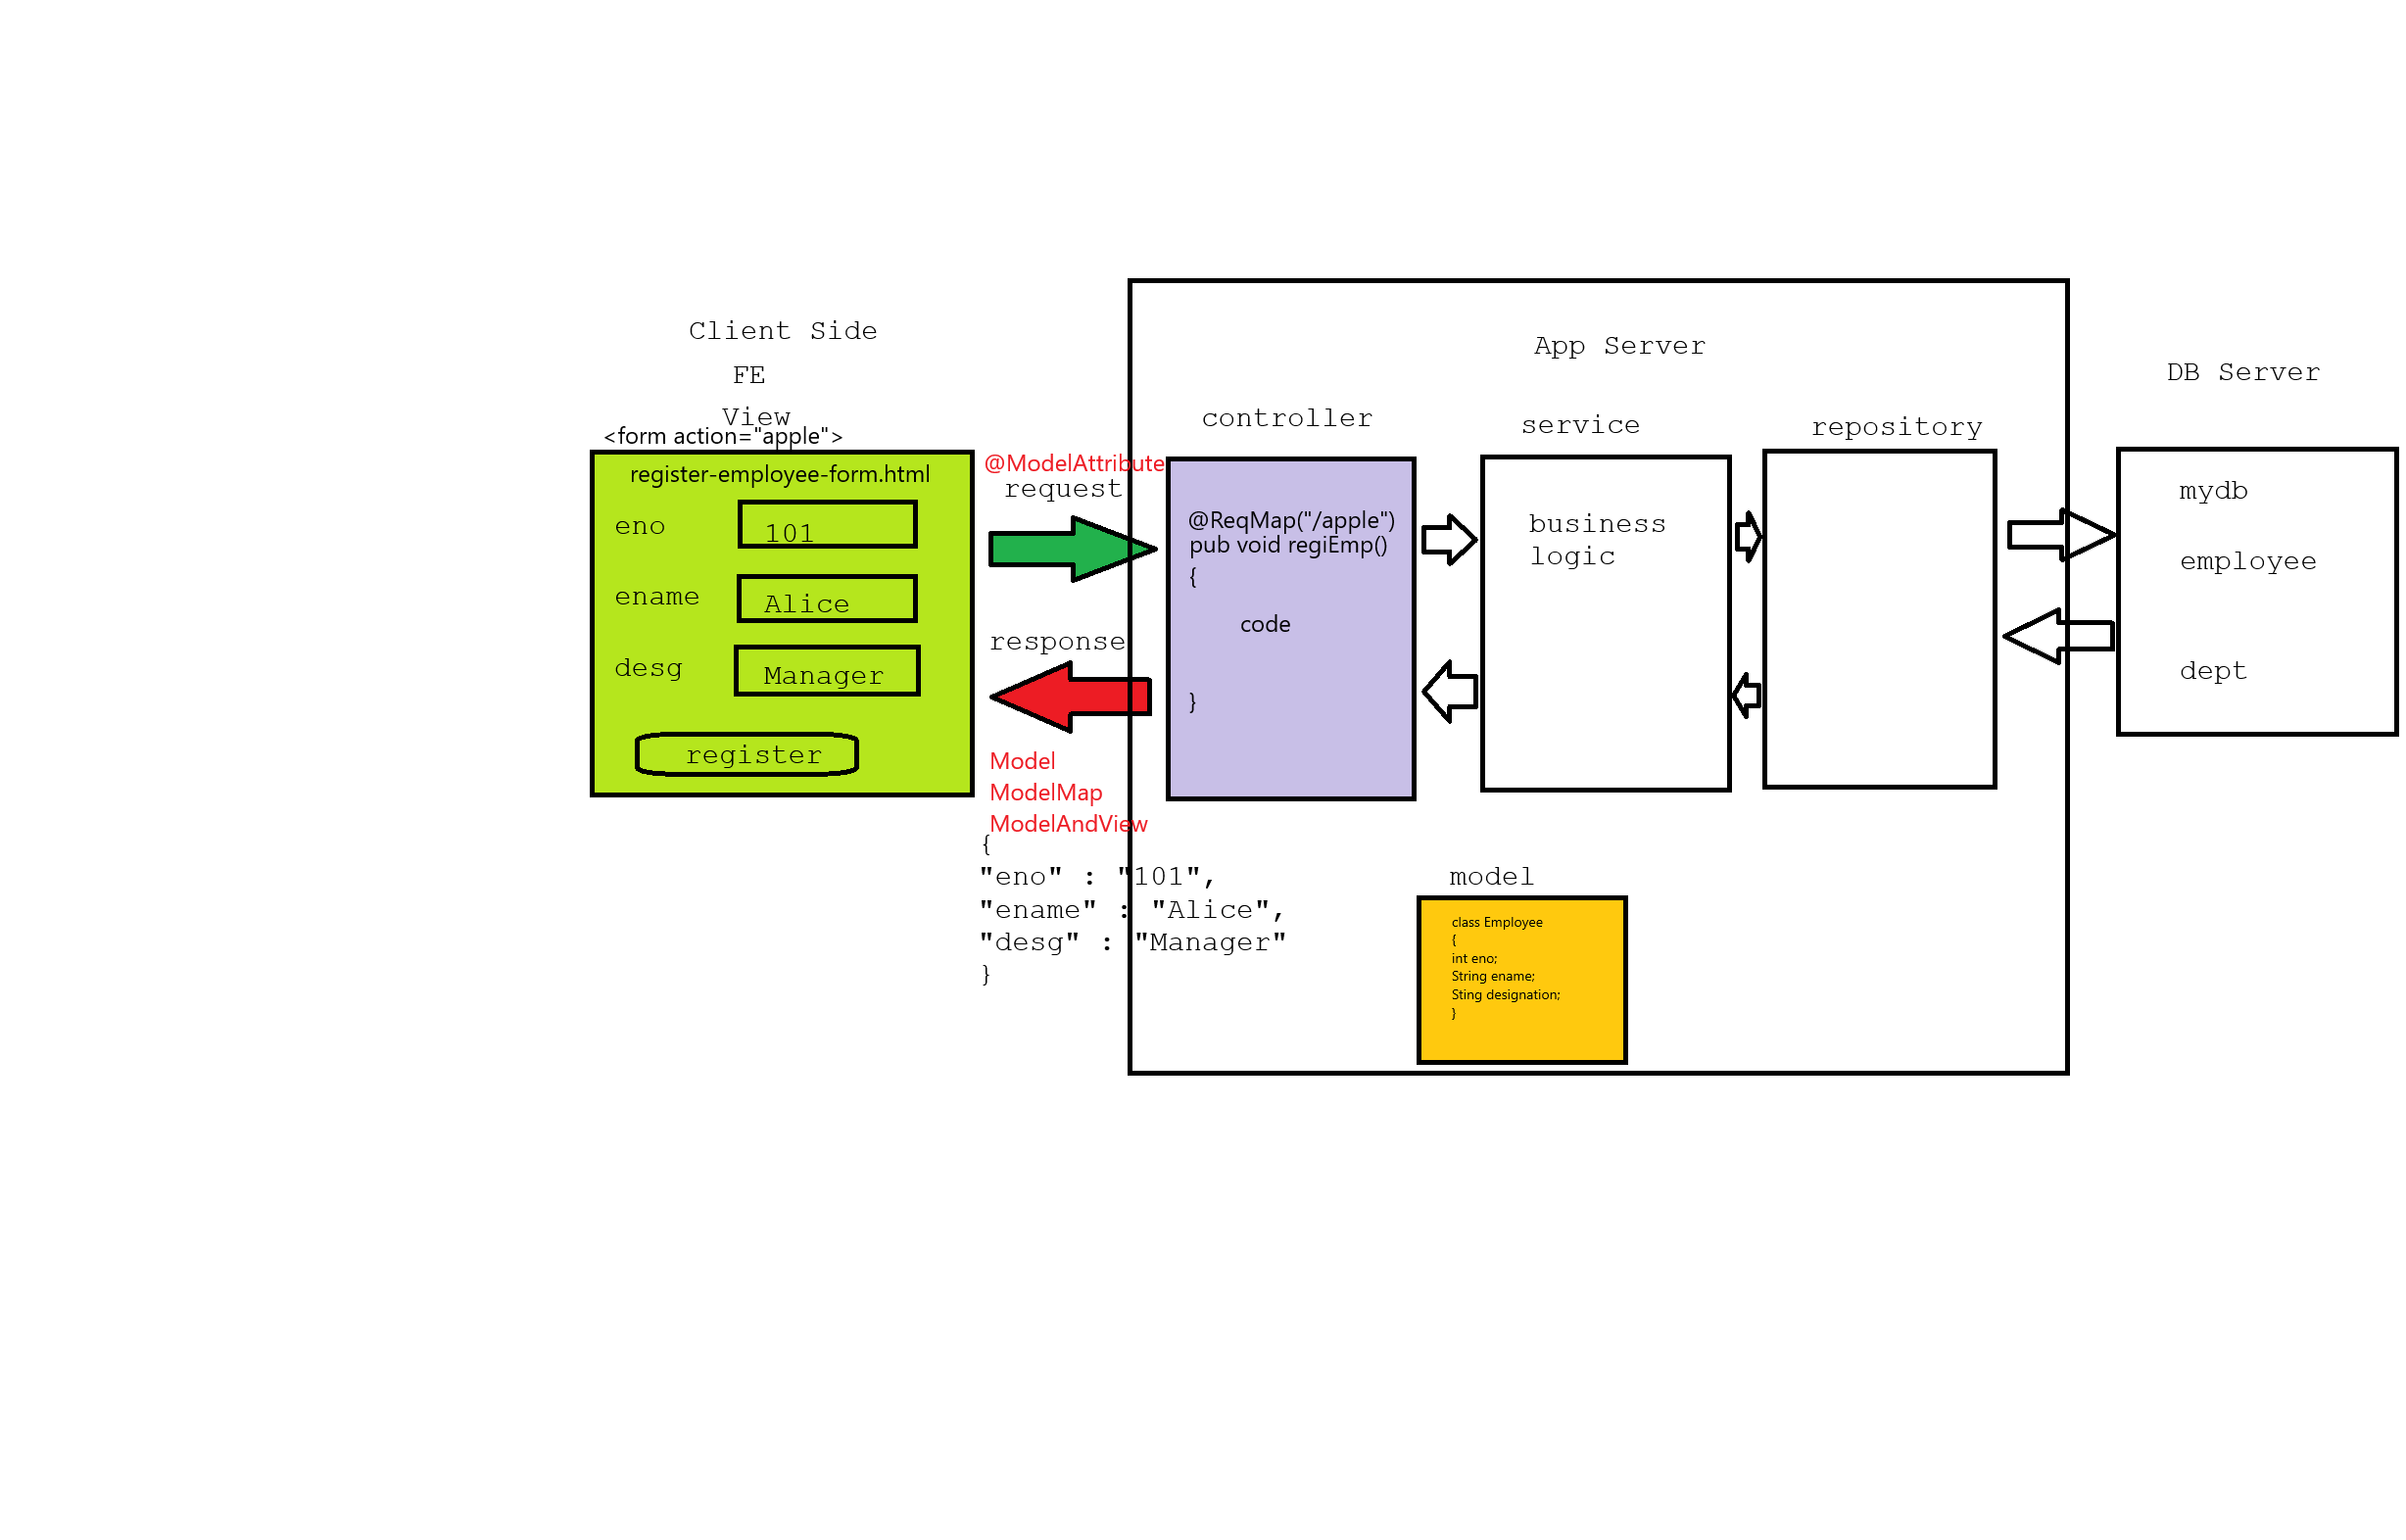 Client Side
FE
View
<form action="apple">
register-employee-form.html
eno
101
ename
Alice
desg
Manager
register
@ModelAttribute
request
response
Model
ModelMap
ModelAndView
{
"eno" : "101",
"ename" : "Alice",
"desg" : "Manager"
}
App Server
controller
@ReqMap("/apple")
pub void regiEmp()
{
code
}
service
business
logic
repository
model
class Employee
{
int eno;
String ename;
Sting designation;
}
DB Server
mydb
employee
dept